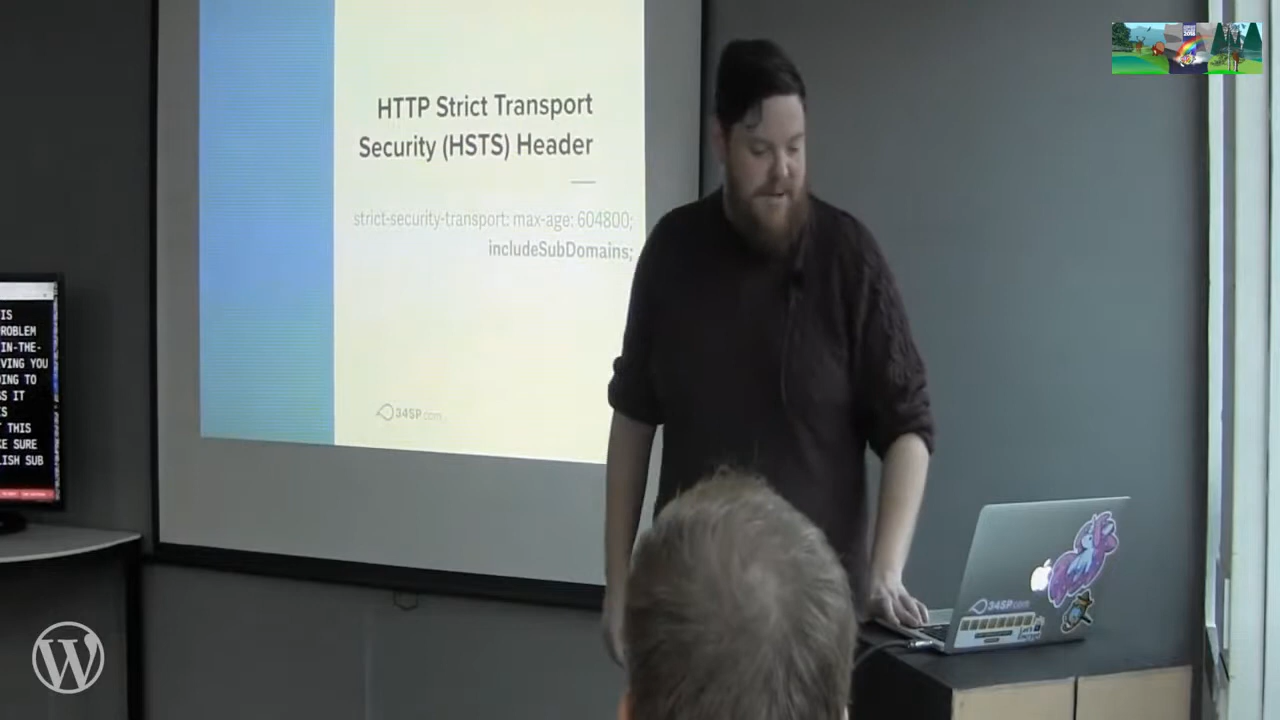 HTTP Strict Transport
Security (HSTS) Header
strict-security-transport: max-age: 604800;
includeSubDomains;
34SP.com
IS
ROBLEM
IN-THE-
VING YOU
ING TO
S IT
S
THIS
KE SURE
LISH SUB
34SP.com